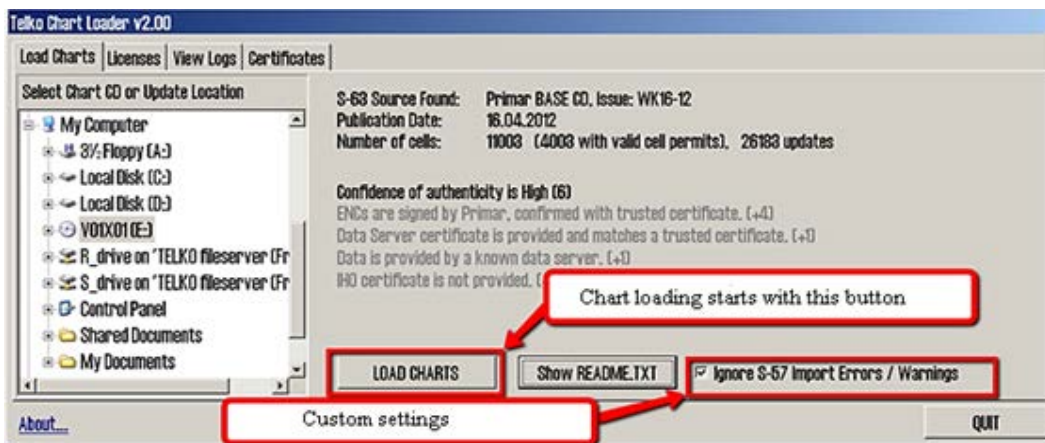 Telko Chart Loader v2.00
Load Charts Licenses View Logs Certificates
Select Chart CD or Update Location
My Computer
3½ Floppy (A:)
Local Disk (C:)
Local Disk (D:)
V01X01 (E:)
R_drive on 'TELKO fileserver (Fr
S_drive on 'TELKO fileserver (Fr
Control Panel
Shared Documents
My Documents
S-63 Source Found: Primar BASE CD, Issue: WK16-12
Publication Date: 16.04.2012
Number of cells: 11003 (4003 with valid cell permits), 26183 updates
Confidence of authenticity is High (6)
ENCs are signed by Primar, confirmed with trusted certificate. (+4)
Data Server certificate is provided and matches a trusted certificate. (+1)
Data is provided by a known data server. (+1)
IHO certificate is not provided. (
Chart loading starts with this button
LOAD CHARTS Show README.TXT Ignore S-57 Import Errors / Warnings
Custom settings
About... QUIT